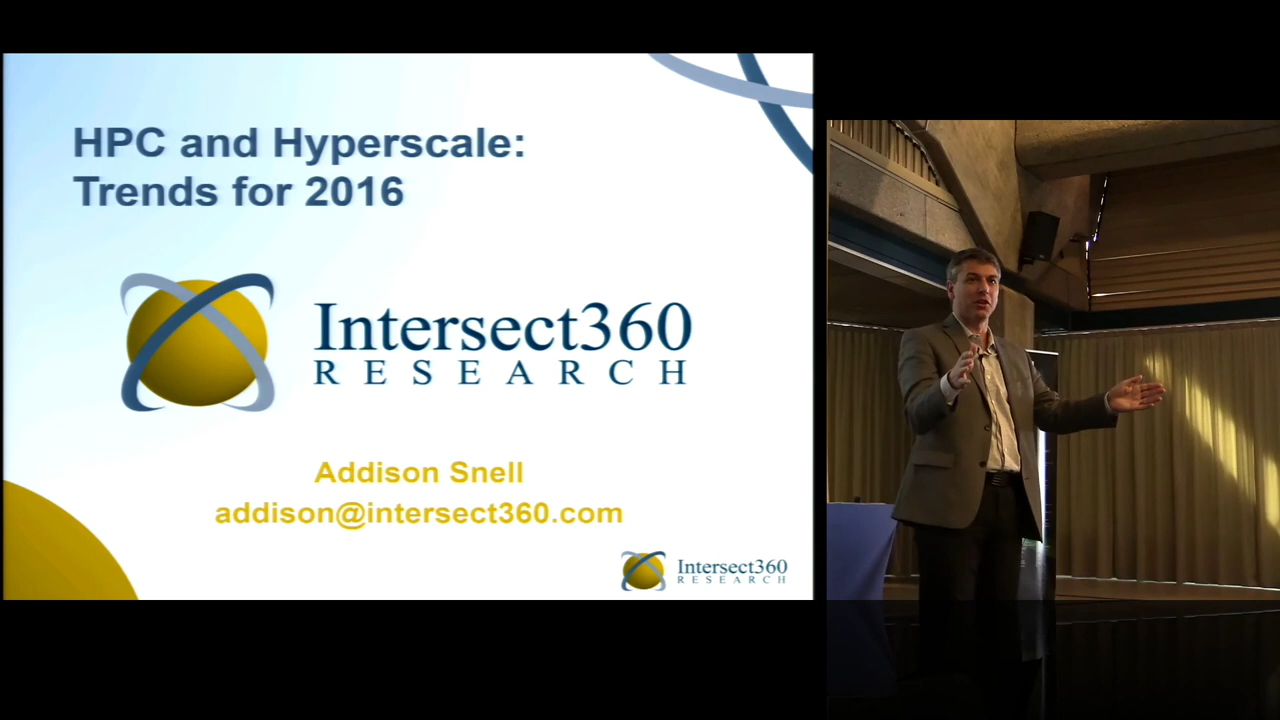 HPC and Hyperscale:
Trends for 2016
Intersect360
RESEARCH
Addison Snell
addison@intersect360.com
Intersect360
RESEARCH